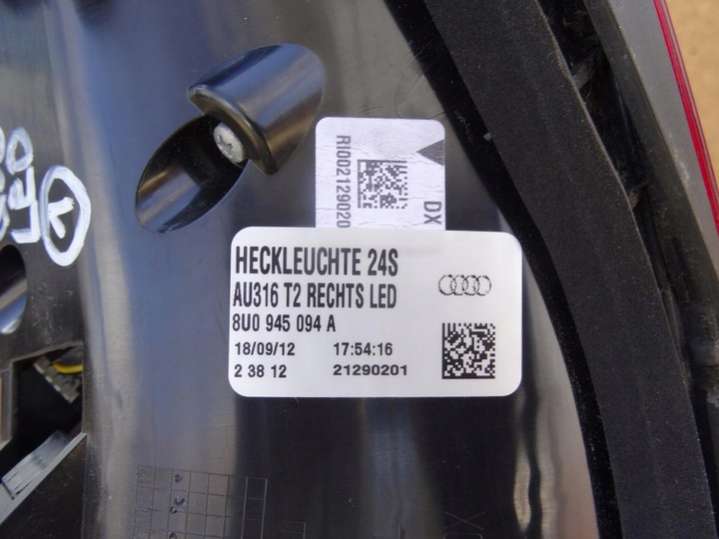 RI002129020
DX
HECKLEUCHTE 24S
AU316 T2 RECHTS LED
8U0 945 094 A
18/09/12 17:54:16
2 38 12 21290201